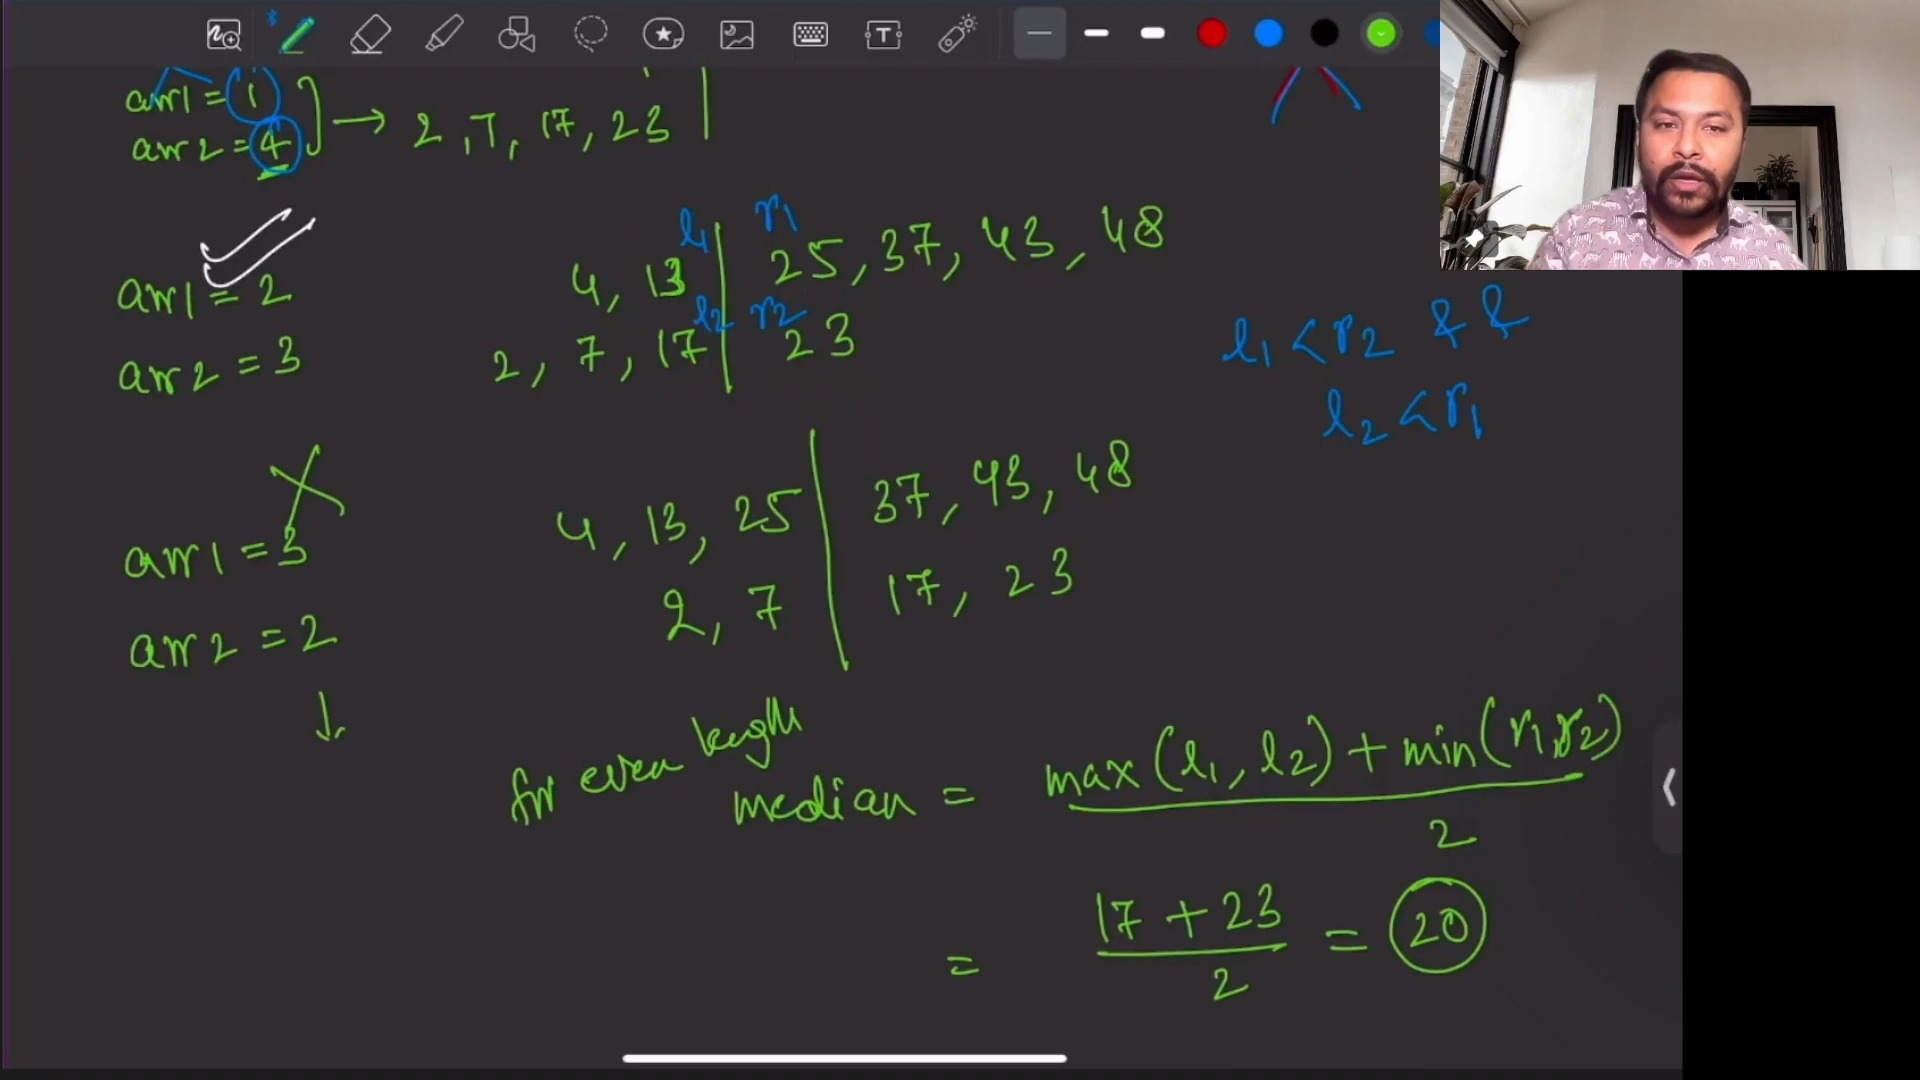 arr1 = 1
arr2 = 4 → 2, 7, 17, 23
l1 r1
arr1 = 2 4, 13 25, 37, 43, 48
l2 r2
arr2 = 3 2, 7, 17 23
l1 < r2 &&
l2 < r1
arr1 = 3 4, 13, 25 37, 43, 48
arr2 = 2 2, 7 17, 23
for even length
median = max(l1, l2) + min(r1, r2)
2
= 17 + 23 = 20
2